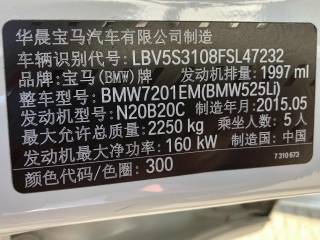 华晨宝马汽车有限公司制造
车辆识别代号:LBV5S3108FSL47232
品牌:宝马(BMW)牌 发动机排量:1997 ml
整车型号:BMW7201EM(BMW525Li)
发动机型号:N20B20C 制造年月:2015.05
最大允许总质量:2250 kg 乘坐人数:5人
发动机最大净功率:160 kW 制造国:中国
颜色代码/色圈:300 7 310 673